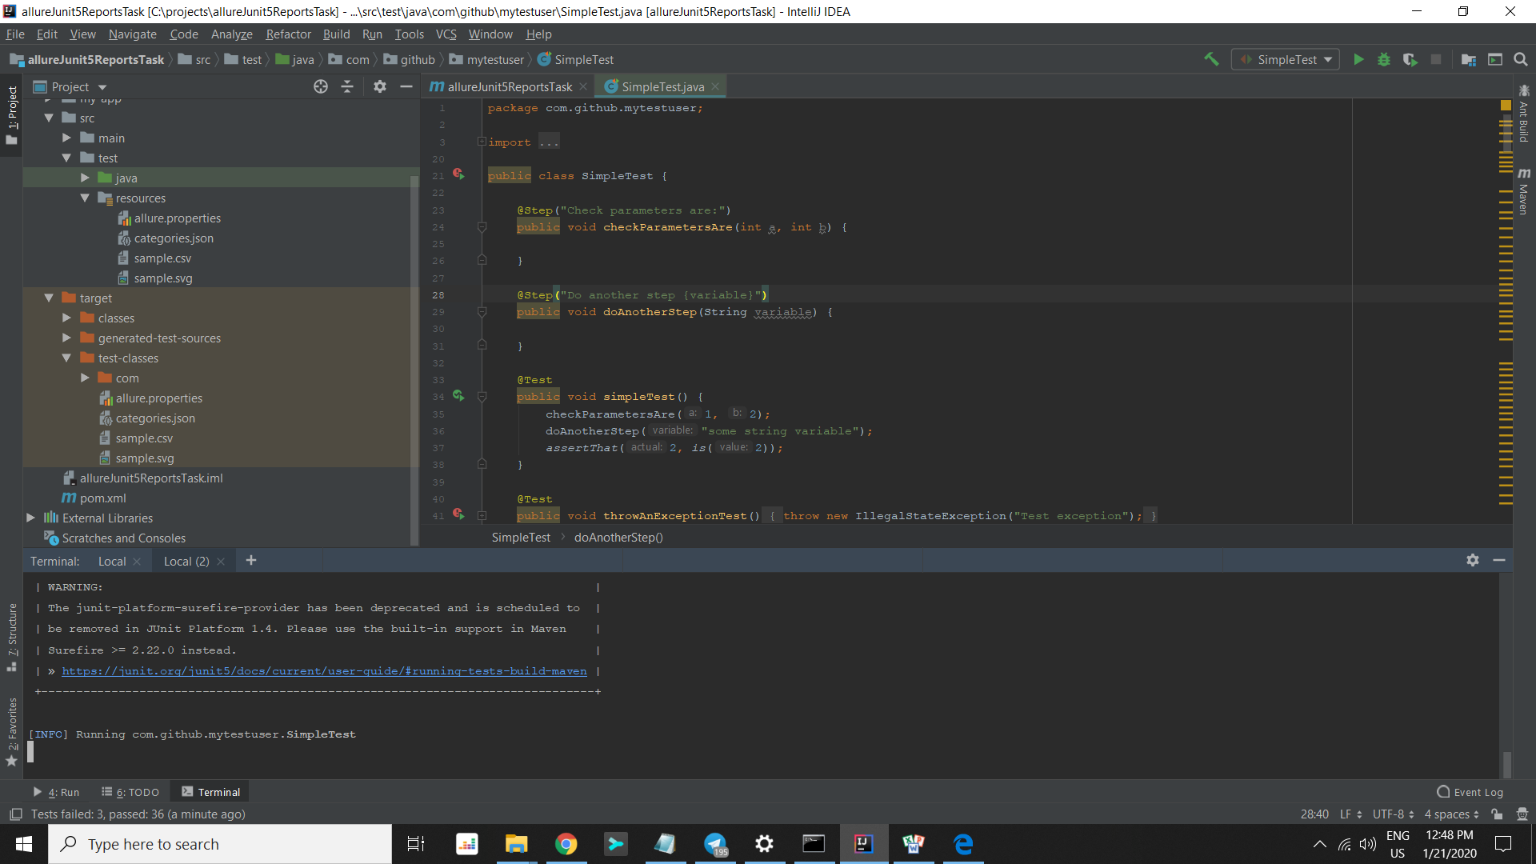 allureJunit5ReportsTask [C:\projects\allureJunit5ReportsTask] - ...\src\test\java\com\github\mytestuser\SimpleTest.java [allureJunit5ReportsTask] - IntelliJ IDEA
File Edit View Navigate Code Analyze Refactor Build Run Tools VCS Window Help
allureJunit5ReportsTask src test java com github mytestuser SimpleTest
SimpleTest
1: Project
Project
my-app
src
main
test
java
resources
allure.properties
categories.json
sample.csv
sample.svg
target
classes
generated-test-sources
test-classes
com
allure.properties
categories.json
sample.csv
sample.svg
allureJunit5ReportsTask.iml
pom.xml
External Libraries
Scratches and Consoles
allureJunit5ReportsTask SimpleTest.java
1 package com.github.mytestuser;
2
3 import ...
20
21 public class SimpleTest {
22
23 @Step("Check parameters are:")
24 public void checkParametersAre(int a, int b) {
25
26 }
27
28 @Step("Do another step {variable}")
29 public void doAnotherStep(String variable) {
30
31 }
32
33 @Test
34 public void simpleTest() {
35 checkParametersAre( a: 1, b: 2);
36 doAnotherStep( variable: "some string variable");
37 assertThat( actual: 2, is( value: 2));
38 }
39
40 @Test
41 public void throwAnExceptionTest() { throw new IllegalStateException("Test exception"); }
SimpleTest doAnotherStep()
Ant Build
Maven
Terminal: Local Local (2) +
| WARNING: |
| The junit-platform-surefire-provider has been deprecated and is scheduled to |
| be removed in JUnit Platform 1.4. Please use the built-in support in Maven |
| Surefire >= 2.22.0 instead. |
| » https://junit.org/junit5/docs/current/user-guide/#running-tests-build-maven |
+------------------------------------------------------------------------------+
[INFO] Running com.github.mytestuser.SimpleTest
7: Structure
2: Favorites
4: Run 6: TODO Terminal Event Log
Tests failed: 3, passed: 36 (a minute ago) 28:40 LF UTF-8 4 spaces
Type here to search
195
ENG
US
12:48 PM
1/21/2020